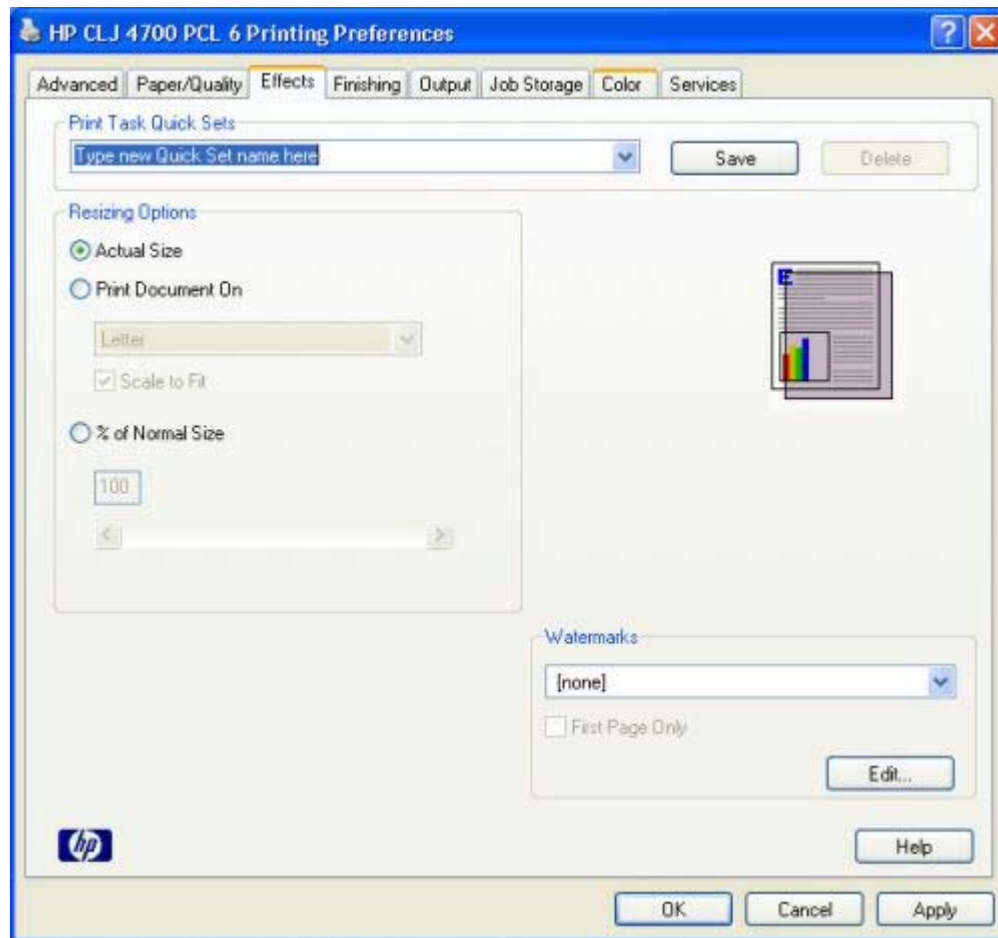 HP CLJ 4700 PCL 6 Printing Preferences
Advanced Paper/Quality Effects Finishing Output Job Storage Color Services
Print Task Quick Sets
Type new Quick Set name here Save Delete
Resizing Options
Actual Size
Print Document On
Letter
Scale to Fit
% of Normal Size
100
E
Watermarks
[none]
First Page Only
Edit...
hp
Help
OK Cancel Apply